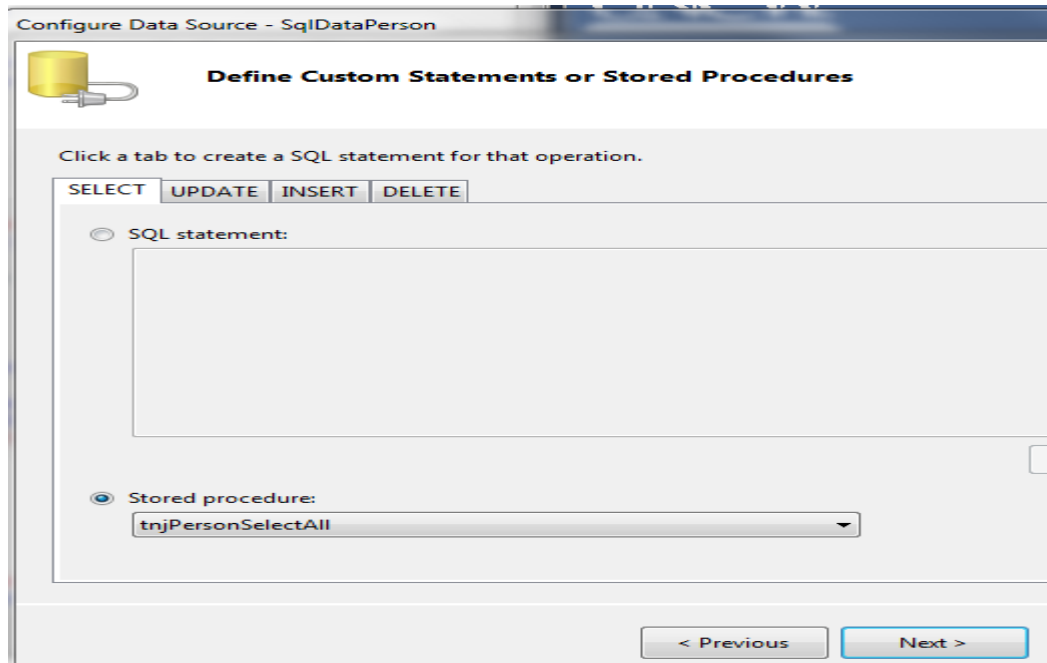 Configure Data Source - SqlDataPerson
Define Custom Statements or Stored Procedures
Click a tab to create a SQL statement for that operation.
SELECT UPDATE INSERT DELETE
SQL statement:
Stored procedure:
tnjPersonSelectAll
< Previous Next >